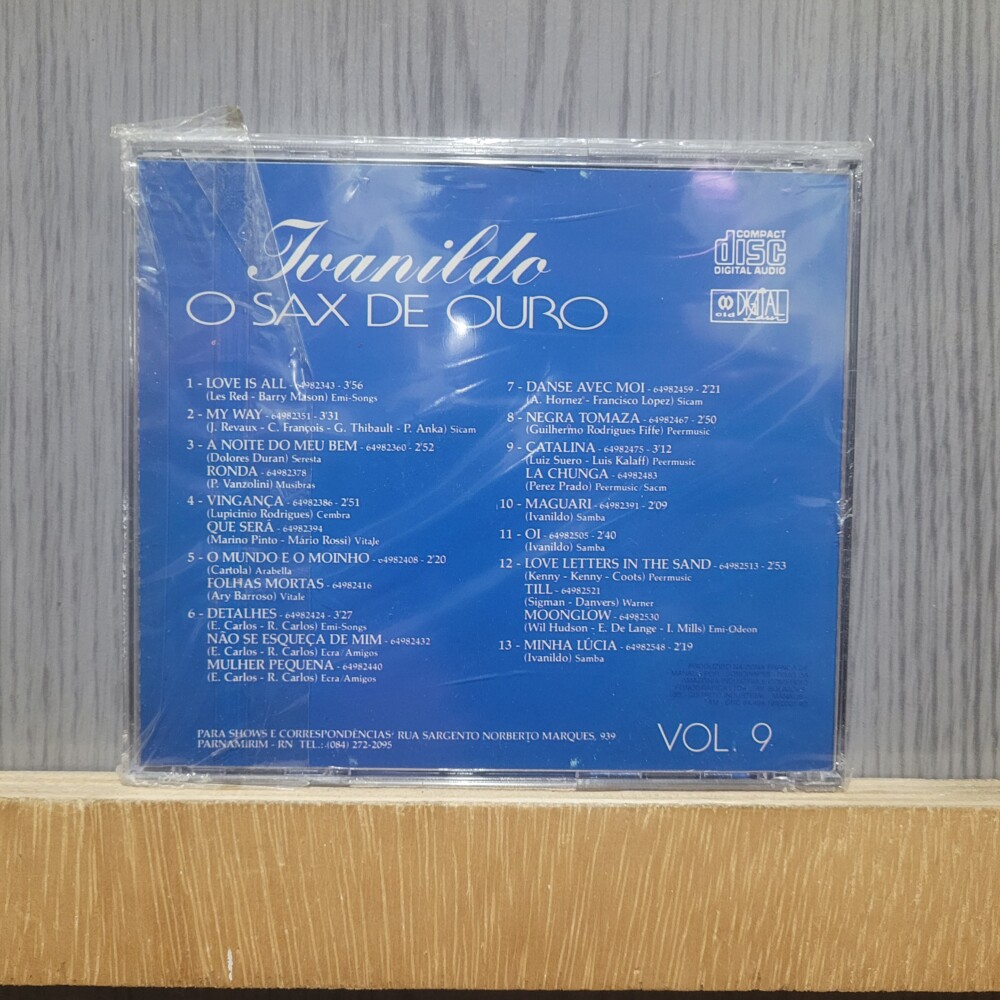 Ivanildo
O SAX DE OURO
COMPACT
disc
DIGITAL AUDIO
cid DIGITAL
1 - LOVE IS ALL - 64982343 - 3'56
(Les Red - Barry Mason) Emi-Songs
2 - MY WAY - 64982351 - 3'31
(J. Revaux - C. François - G. Thibault - P. Anka) Sicam
3 - A NOITE DO MEU BEM - 64982360 - 2'52
(Dolores Duran) Seresta
RONDA - 64982378
(P. Vanzolini) Musibras
4 - VINGANÇA - 64982386 - 2'51
(Lupicinio Rodrigues) Cembra
QUE SERÁ - 64982394
(Marino Pinto - Mário Rossi) Vitale
5 - O MUNDO E O MOINHO - 64982408 - 2'20
(Cartola) Arabella
FOLHAS MORTAS - 64982416
(Ary Barroso) Vitale
6 - DETALHES - 64982424 - 3'27
(E. Carlos - R. Carlos) Emi-Songs
NÃO SE ESQUEÇA DE MIM - 64982432
(E. Carlos - R. Carlos) Ecra/Amigos
MULHER PEQUENA - 64982440
(E. Carlos - R. Carlos) Ecra/Amigos
7 - DANSE AVEC MOI - 64982459 - 2'21
(A. Hornez - Francisco Lopez) Sicam
8 - NEGRA TOMAZA - 64982467 - 2'50
(Guilhermo Rodrigues Fiffe) Peermusic
9 - CATALINA - 64982475 - 3'12
(Luiz Suero - Luis Kalaff) Peermusic
LA CHUNGA - 64982483
(Perez Prado) Peermusic/Sacm
10 - MAGUARI - 64982391 - 2'09
(Ivanildo) Samba
11 - OI - 64982505 - 2'40
(Ivanildo) Samba
12 - LOVE LETTERS IN THE SAND - 64982513 - 2'53
(Kenny - Kenny - Coots) Peermusic
TILL - 64982521
(Sigman - Danvers) Warner
MOONGLOW - 64982530
(Wil Hudson - E. De Lange - I. Mills) Emi-Odeon
13 - MINHA LÚCIA - 64982548 - 2'19
(Ivanildo) Samba
PARA SHOWS E CORRESPONDÊNCIAS: RUA SARGENTO NORBERTO MARQUES, 939
PARNAMIRIM - RN TEL.: (084) 272-2095
VOL. 9